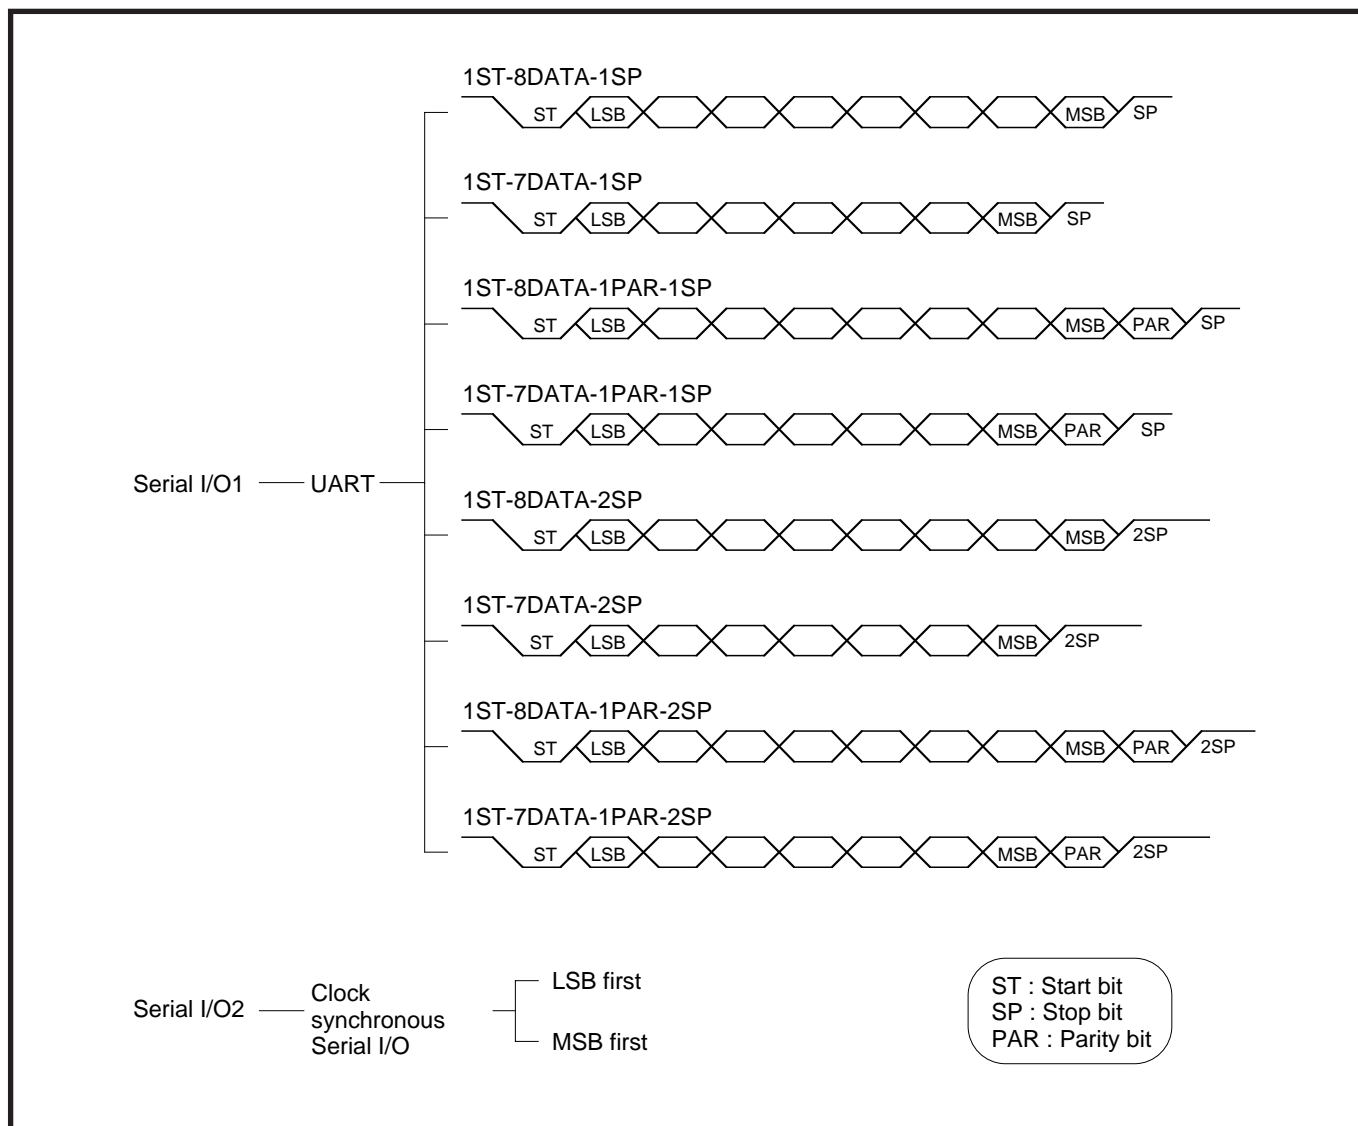 1ST-8DATA-1SP
ST LSB MSB SP
1ST-7DATA-1SP
ST LSB MSB SP
1ST-8DATA-1PAR-1SP
ST LSB MSB PAR SP
1ST-7DATA-1PAR-1SP
ST LSB MSB PAR SP
Serial I/O1 UART
1ST-8DATA-2SP
ST LSB MSB 2SP
1ST-7DATA-2SP
ST LSB MSB 2SP
1ST-8DATA-1PAR-2SP
ST LSB MSB PAR 2SP
1ST-7DATA-1PAR-2SP
ST LSB MSB PAR 2SP
Serial I/O2
Clock
synchronous
Serial I/O
LSB first
MSB first
ST : Start bit
SP : Stop bit
PAR : Parity bit